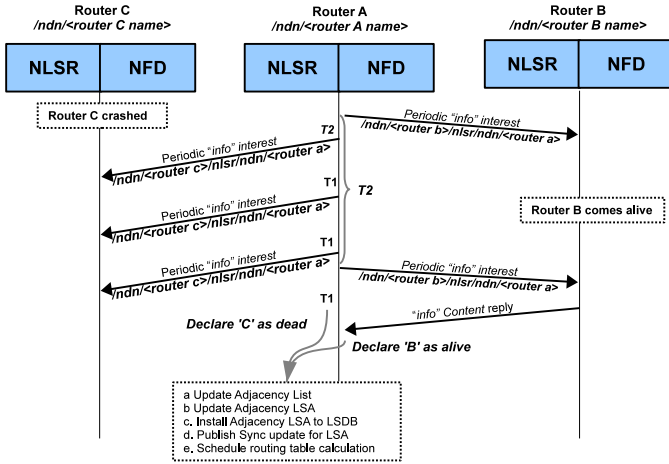 Router C
/ndn/<router C name>
Router A
/ndn/<router A name>
Router B
/ndn/<router B name>
NLSR
NFD
NLSR
NFD
NLSR
NFD
Router C crashed
T2
Periodic “info” interest
/ndn/<router b>/nlsr/ndn/<router a>
Periodic “info” interest
/ndn/<router c>/nlsr/ndn/<router a>
T1
T2
Periodic “info” interest
/ndn/<router c>/nlsr/ndn/<router a>
Router B comes alive
T1
Periodic “info” interest
/ndn/<router c>/nlsr/ndn/<router a>
Periodic “info” interest
/ndn/<router b>/nlsr/ndn/<router a>
T1
“info” Content reply
Declare 'C' as dead
Declare 'B' as alive
a Update Adjacency List
b Update Adjacency LSA
c. Install Adjacency LSA to LSDB
d. Publish Sync update for LSA
e. Schedule routing table calculation